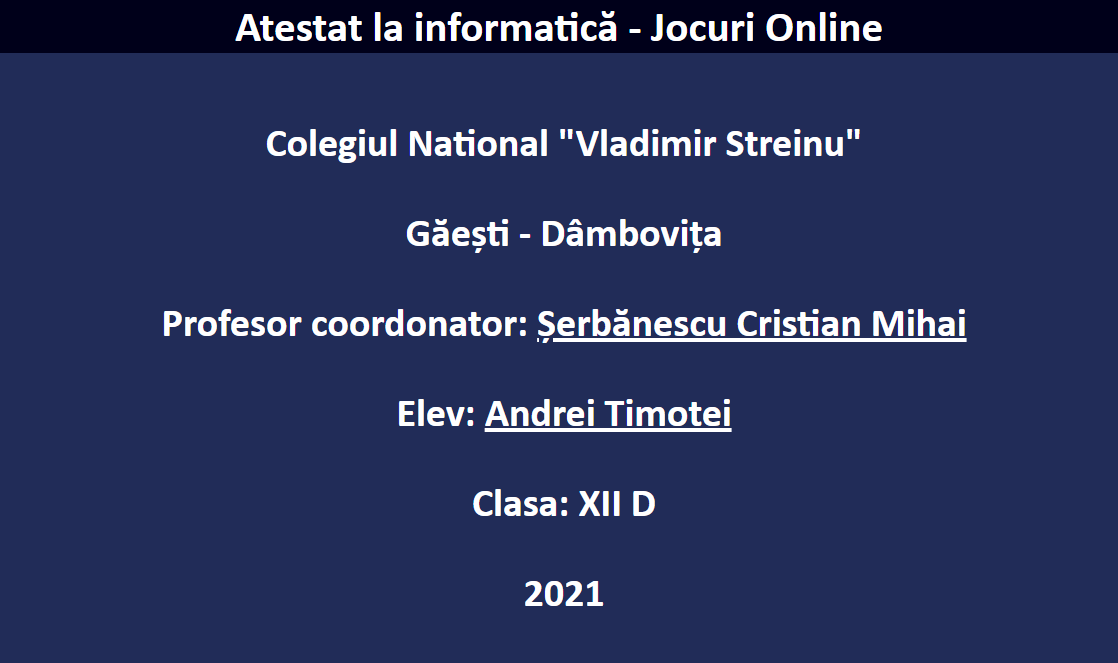 Atestat la informatică - Jocuri Online
Colegiul National "Vladimir Streinu"
Găești - Dâmbovița
Profesor coordonator: Șerbănescu Cristian Mihai
Elev: Andrei Timotei
Clasa: XII D
2021